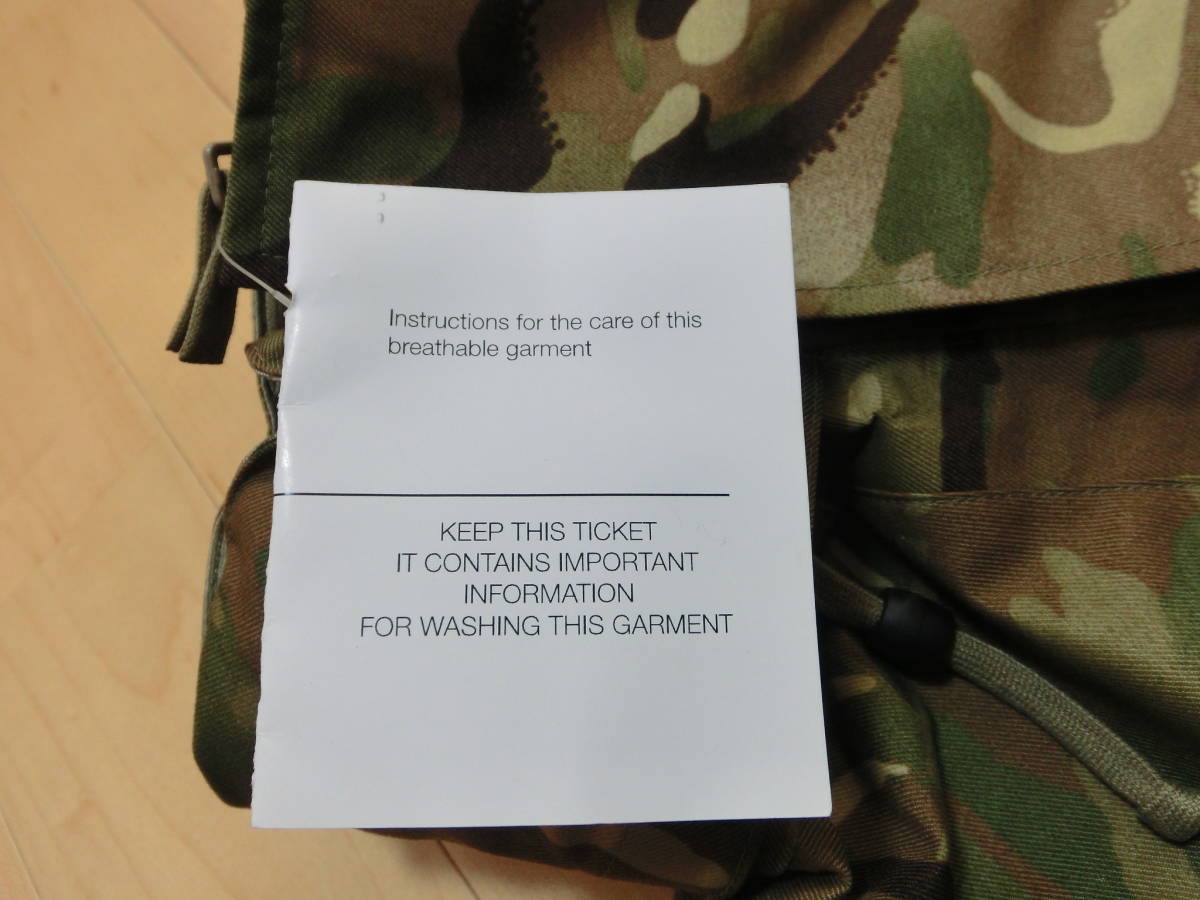 Instructions for the care of this
breathable garment
KEEP THIS TICKET
IT CONTAINS IMPORTANT
INFORMATION
FOR WASHING THIS GARMENT